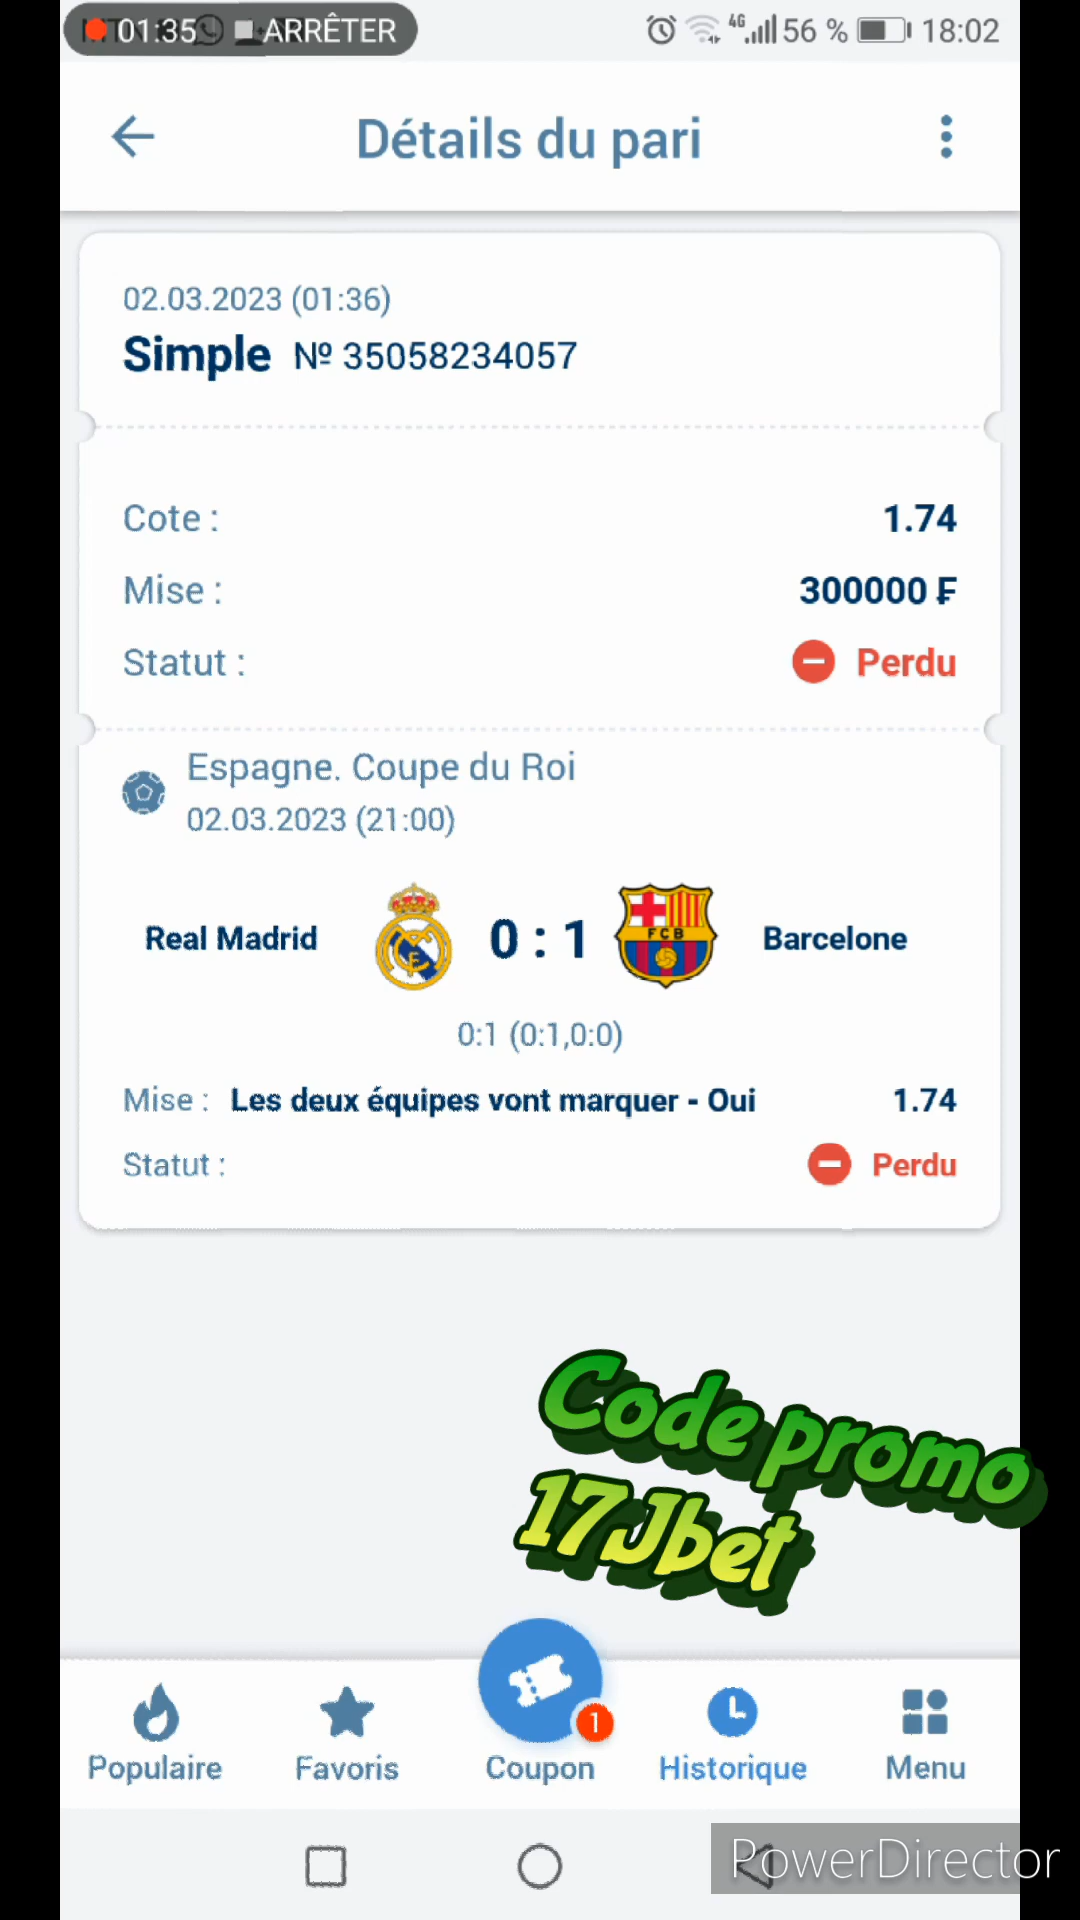 01:35 ARRÊTER 4G 56 % 18:02
Détails du pari
02.03.2023 (01:36)
Simple Nº 35058234057
Cote : 1.74
Mise : 300000 ₣
Statut : Perdu
Espagne. Coupe du Roi
02.03.2023 (21:00)
Real Madrid 0 : 1 FCB Barcelone
0:1 (0:1,0:0)
Mise : Les deux équipes vont marquer - Oui 1.74
Statut : Perdu
Code promo
17Jbet
1
Populaire Favoris Coupon Historique Menu
PowerDirector